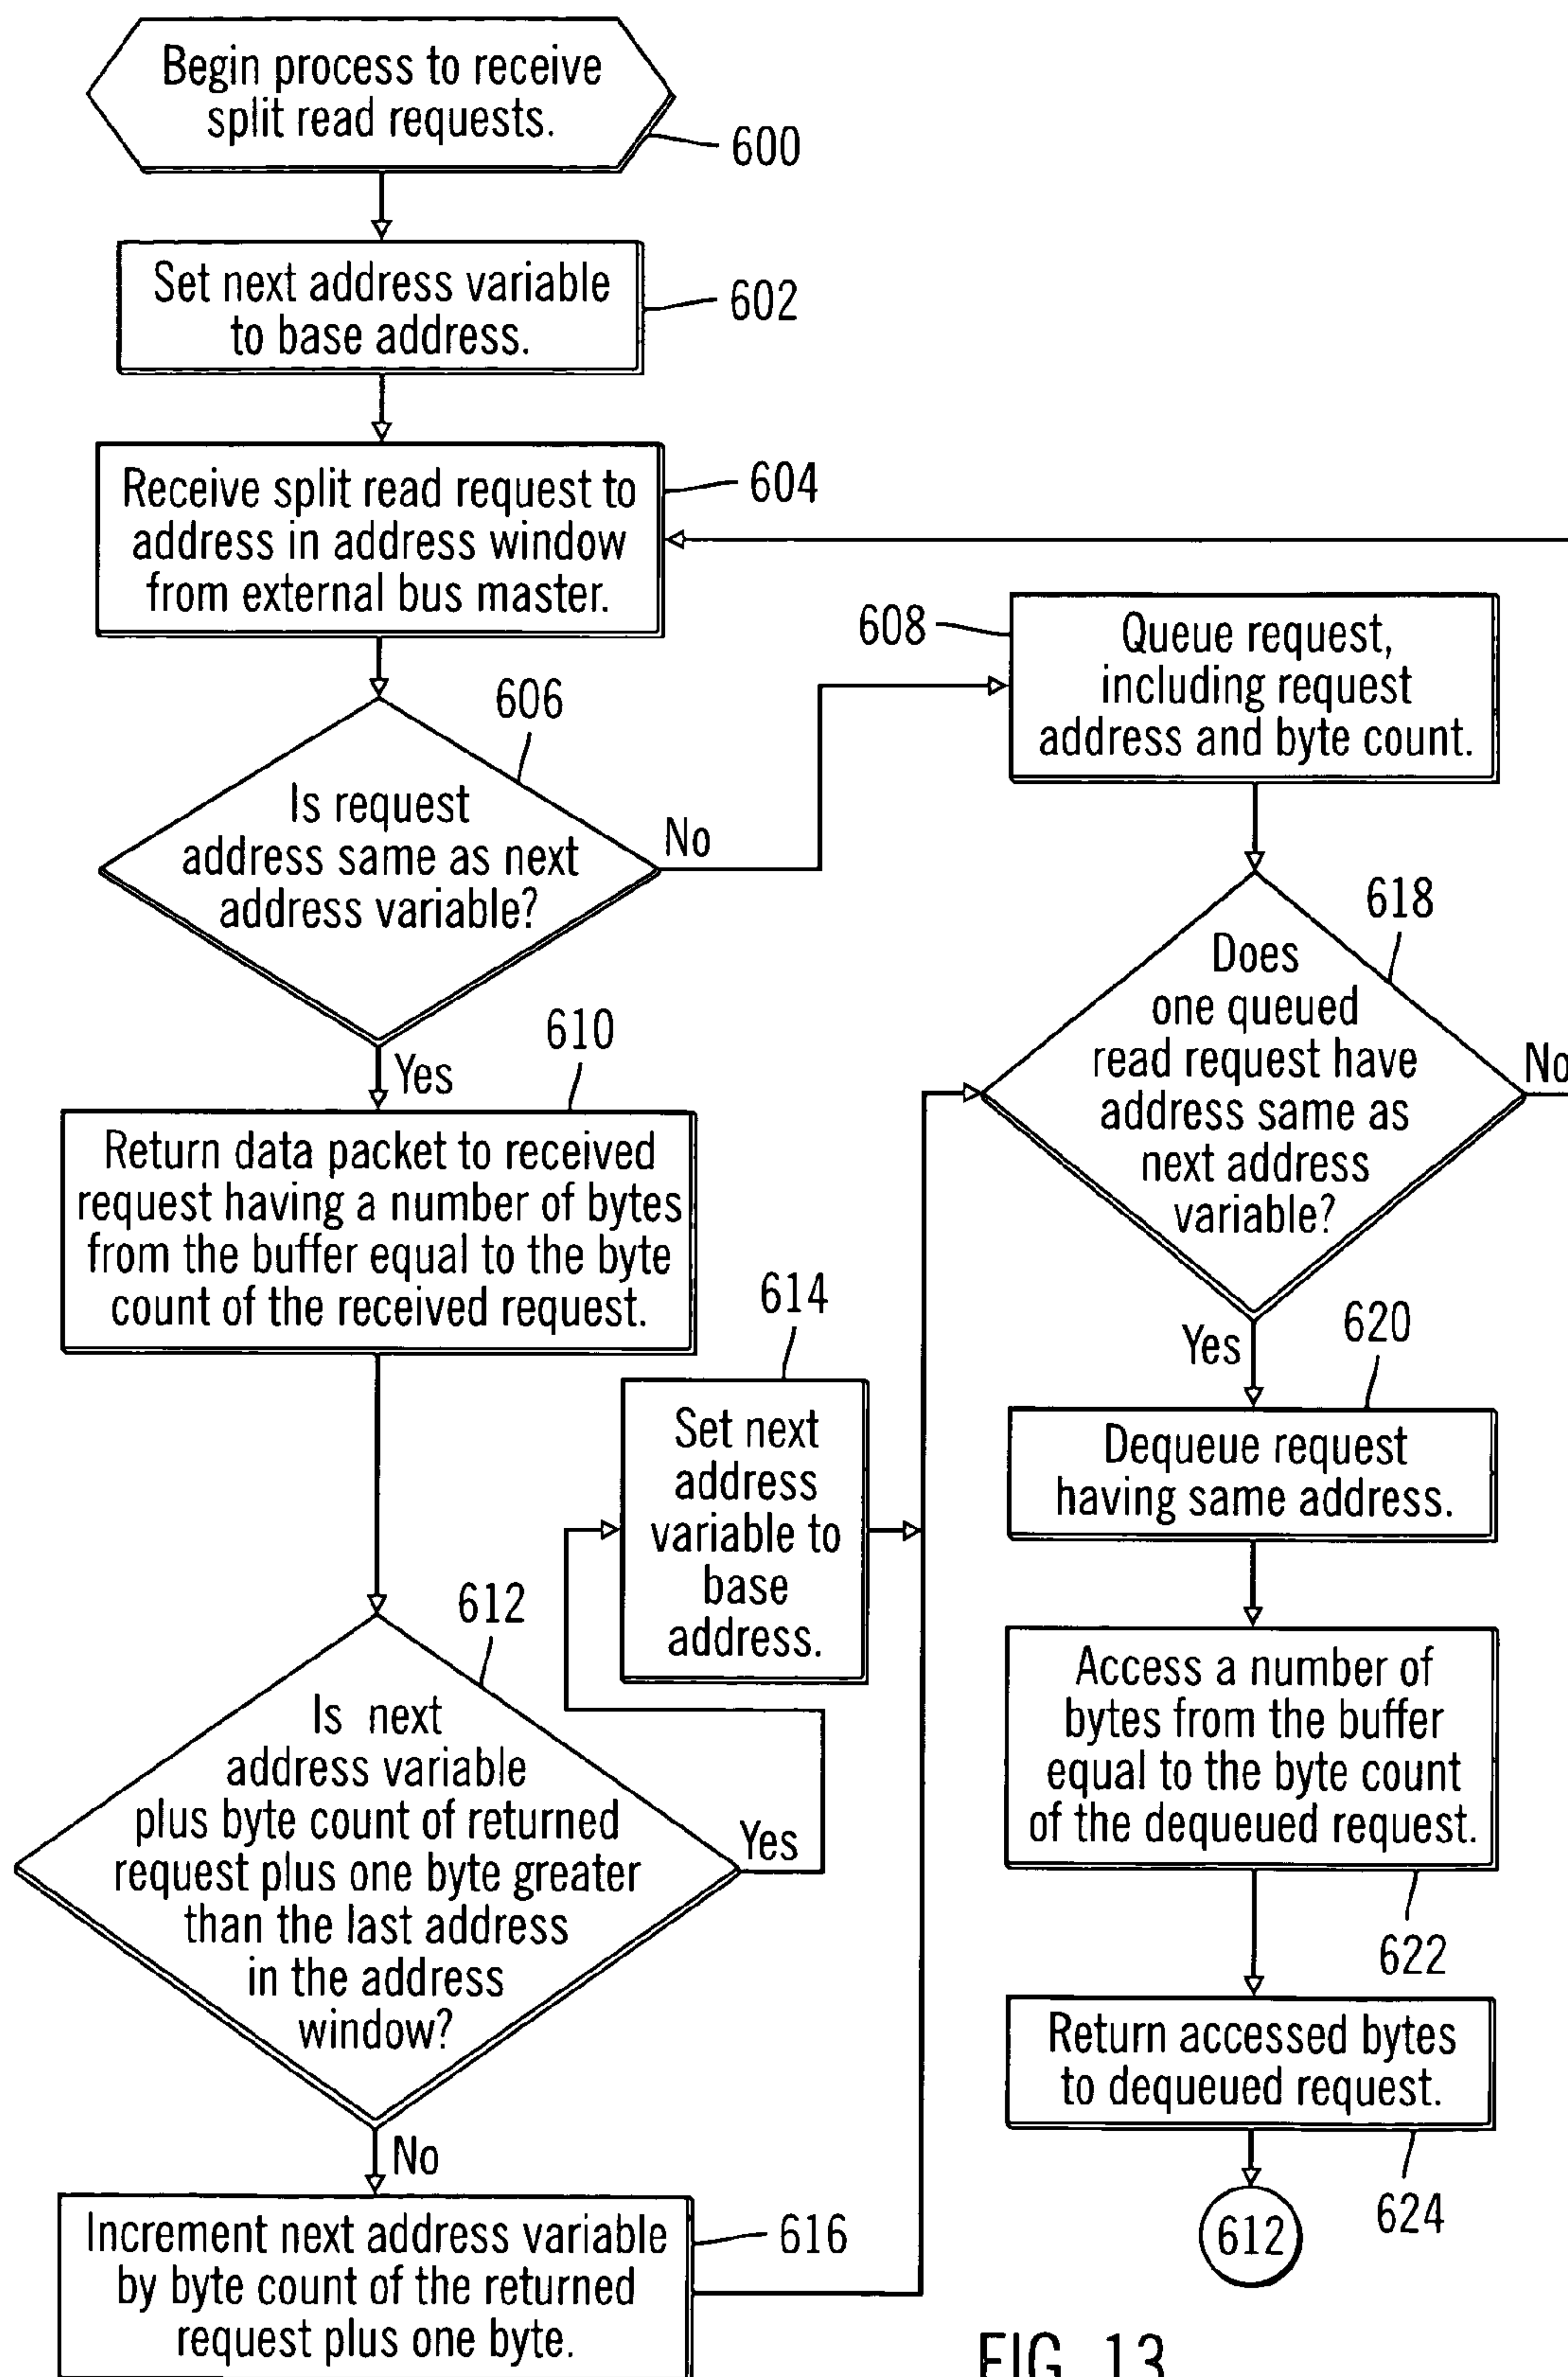 Begin process to receive
split read requests.
600
Set next address variable
to base address.
602
Receive split read request to
address in address window
from external bus master.
604
606
Is request
address same as next
address variable?
No
Yes
608
Queue request,
including request
address and byte count.
610
Return data packet to received
request having a number of bytes
from the buffer equal to the byte
count of the received request.
612
Is next
address variable
plus byte count of returned
request plus one byte greater
than the last address
in the address
window?
Yes
No
614
Set next
address
variable to
base
address.
Increment next address variable
by byte count of the returned
request plus one byte.
616
618
Does
one queued
read request have
address same as
next address
variable?
No
Yes
620
Dequeue request
having same address.
Access a number of
bytes from the buffer
equal to the byte count
of the dequeued request.
622
Return accessed bytes
to dequeued request.
624
612
FIG. 13